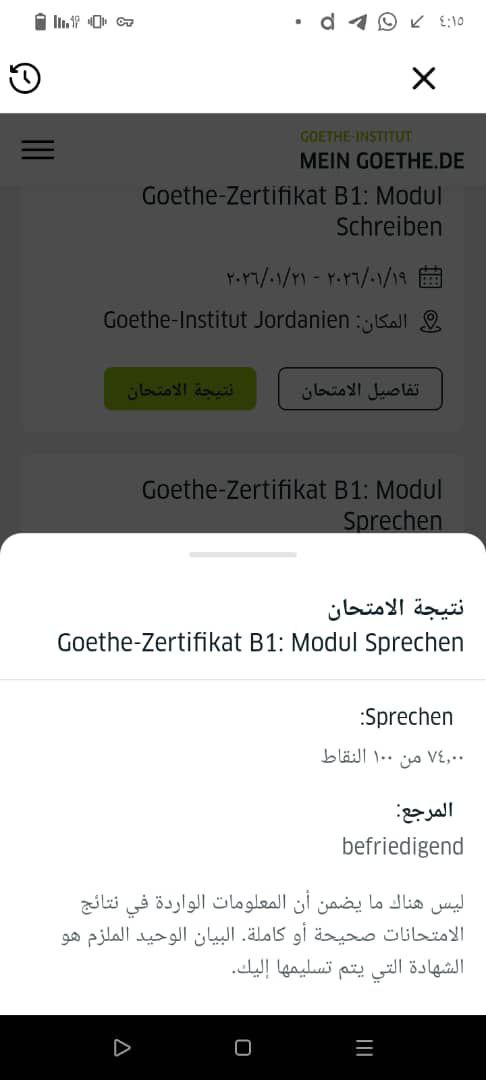 ٤:١٥
GOETHE-INSTITUT
MEIN GOETHE.DE
Goethe-Zertifikat B1: Modul
Schreiben
٢٠٢٦/٠١/١٩ - ٢٠٢٦/٠١/٢١
المكان: Goethe-Institut Jordanien
تفاصيل الامتحان
نتيجة الامتحان
Goethe-Zertifikat B1: Modul
Sprechen
نتيجة الامتحان
Goethe-Zertifikat B1: Modul Sprechen
Sprechen:
٧٤,٠٠ من ١٠٠ النقاط
المرجع:
befriedigend
ليس هناك ما يضمن أن المعلومات الواردة في نتائج
الامتحانات صحيحة أو كاملة. البيان الوحيد الملزم هو
الشهادة التي يتم تسليمها إليك.